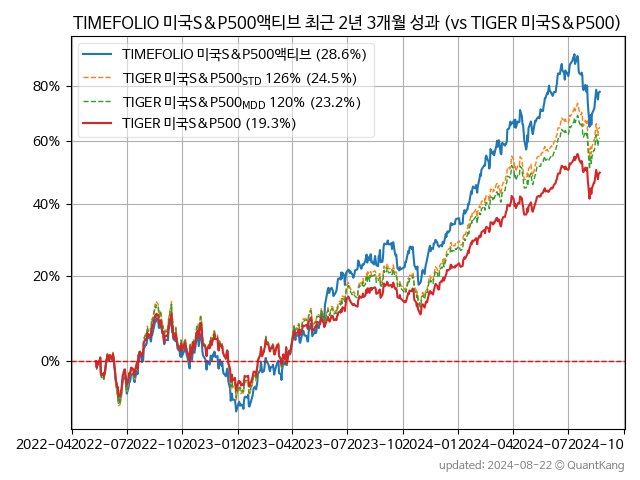 TIMEFOLIO 미국S&P500액티브 최근 2년 3개월 성과 (vs TIGER 미국S&P500)
TIMEFOLIO 미국S&P500액티브 (28.6%)
TIGER 미국S&P500STD 126% (24.5%)
TIGER 미국S&P500MDD 120% (23.2%)
TIGER 미국S&P500 (19.3%)
80%
60%
40%
20%
0%
2022-04 2022-07 2022-10 2023-01 2023-04 2023-07 2023-10 2024-01 2024-04 2024-07 2024-10
updated: 2024-08-22 © QuantKang